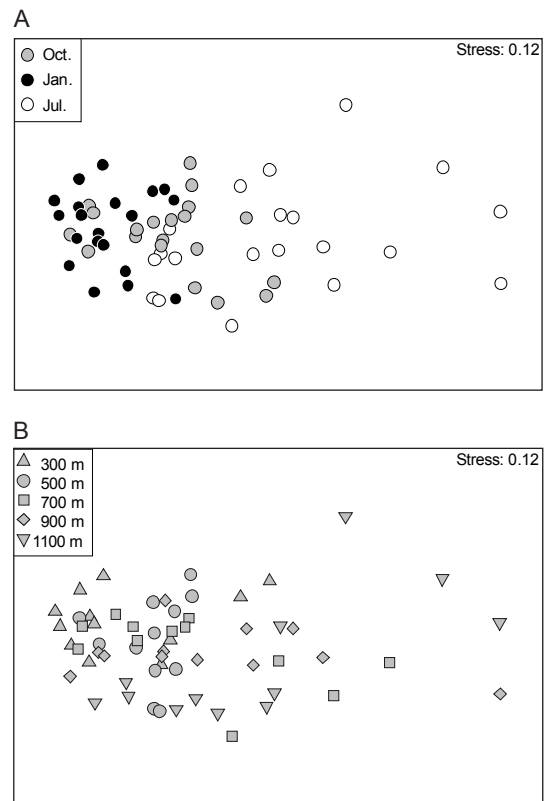 A
Stress: 0.12
Oct.
Jan.
Jul.
B
Stress: 0.12
300 m
500 m
700 m
900 m
1100 m